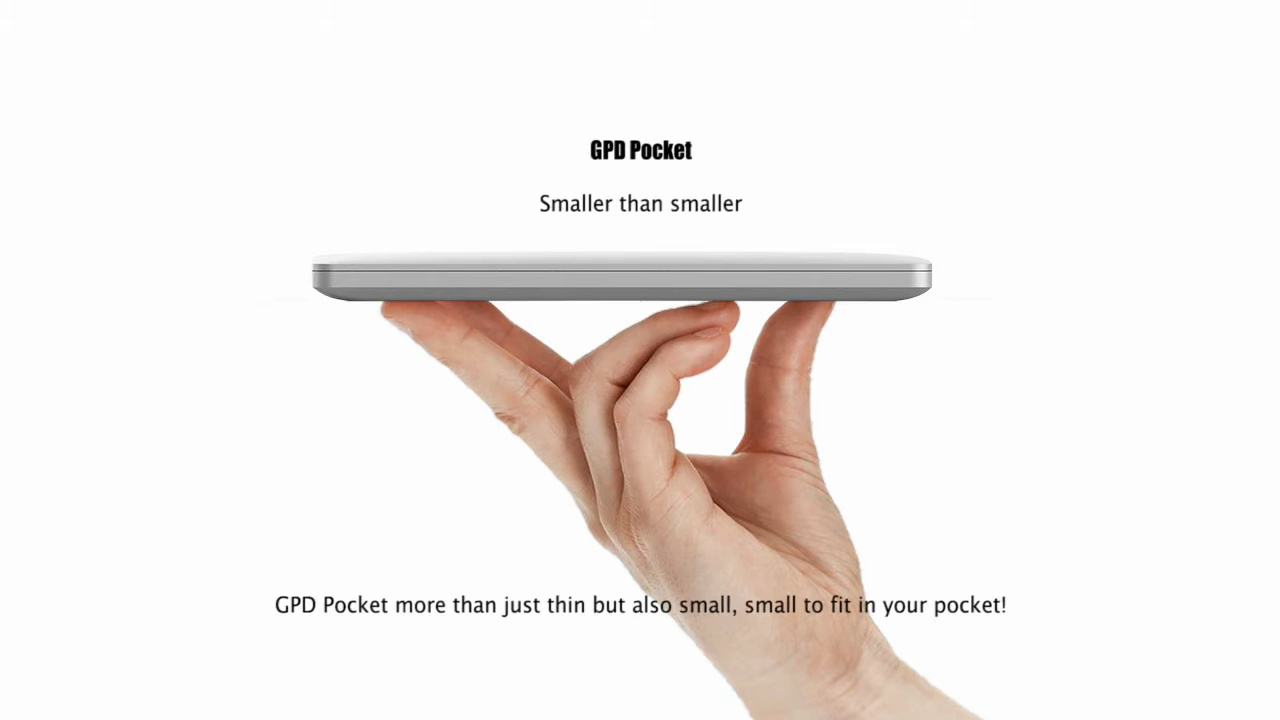 GPD Pocket
Smaller than smaller
GPD Pocket more than just thin but also small, small to fit in your pocket!